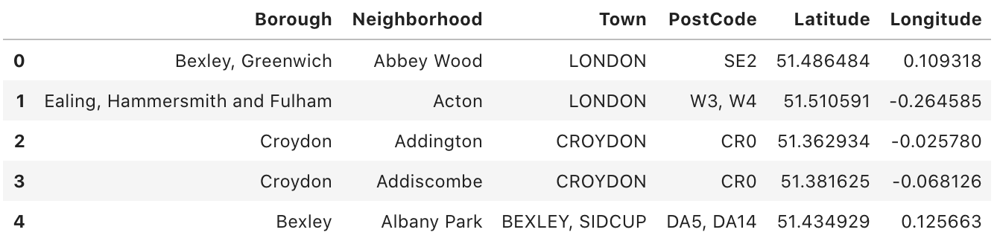 Borough Neighborhood Town PostCode Latitude Longitude
0 Bexley, Greenwich Abbey Wood LONDON SE2 51.486484 0.109318
1 Ealing, Hammersmith and Fulham Acton LONDON W3, W4 51.510591 -0.264585
2 Croydon Addington CROYDON CR0 51.362934 -0.025780
3 Croydon Addiscombe CROYDON CR0 51.381625 -0.068126
4 Bexley Albany Park BEXLEY, SIDCUP DA5, DA14 51.434929 0.125663